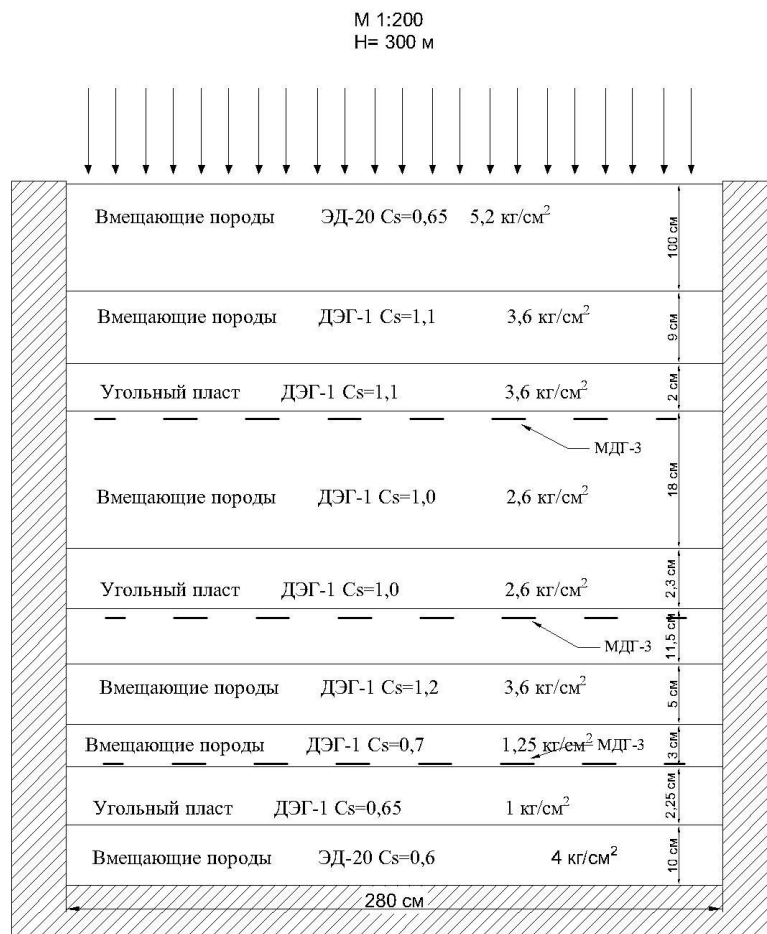 М 1:200
Н= 300 м
Вмещающие породы ЭД-20 Cs=0,65 5,2 кг/см²
100 см
Вмещающие породы ДЭГ-1 Cs=1,1 3,6 кг/см²
9 см
Угольный пласт ДЭГ-1 Cs=1,1 3,6 кг/см²
2 см
МДГ-3
Вмещающие породы ДЭГ-1 Cs=1,0 2,6 кг/см²
18 см
Угольный пласт ДЭГ-1 Cs=1,0 2,6 кг/см²
2,3 см
МДГ-3
11,5 см
Вмещающие породы ДЭГ-1 Cs=1,2 3,6 кг/см²
5 см
Вмещающие породы ДЭГ-1 Cs=0,7 1,25 кг/см² МДГ-3
3 см
Угольный пласт ДЭГ-1 Cs=0,65 1 кг/см²
2,25 см
Вмещающие породы ЭД-20 Cs=0,6 4 кг/см²
10 см
280 см